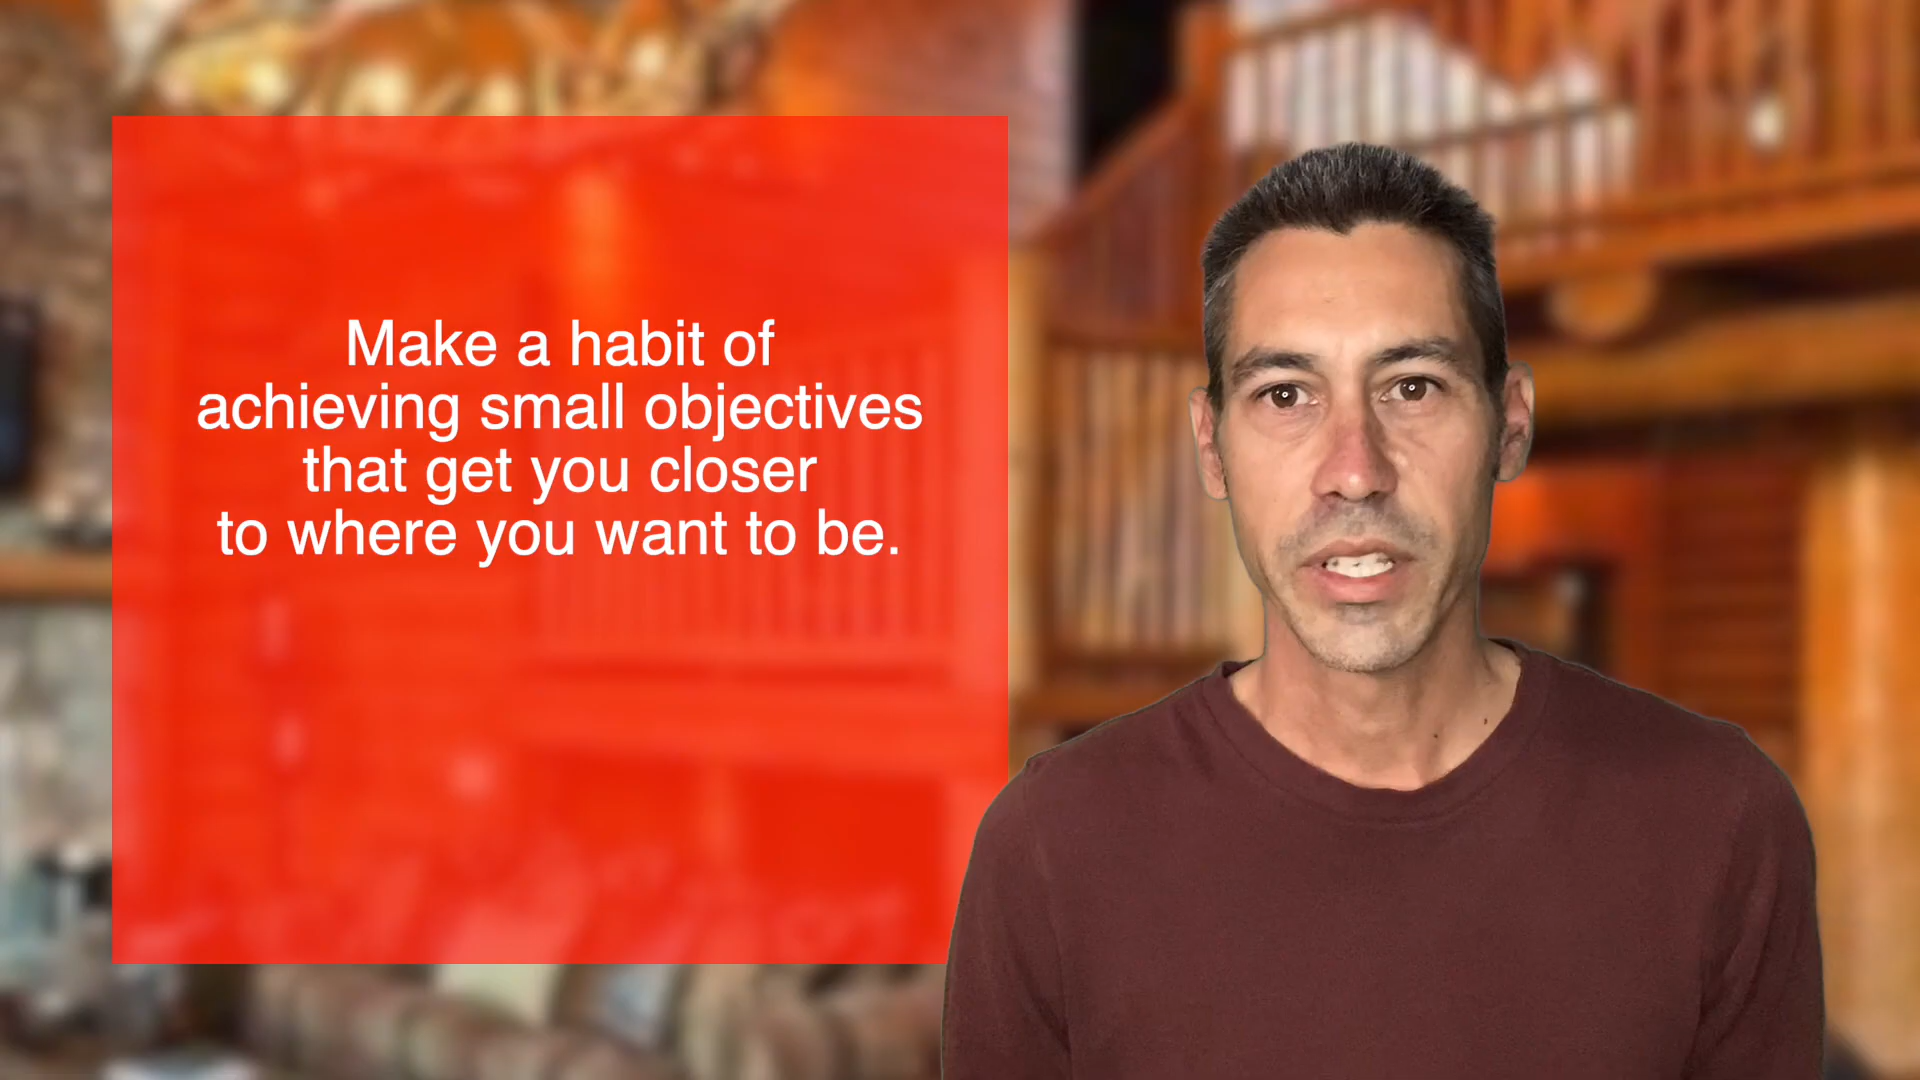 Make a habit of
achieving small objectives
that get you closer
to where you want to be.